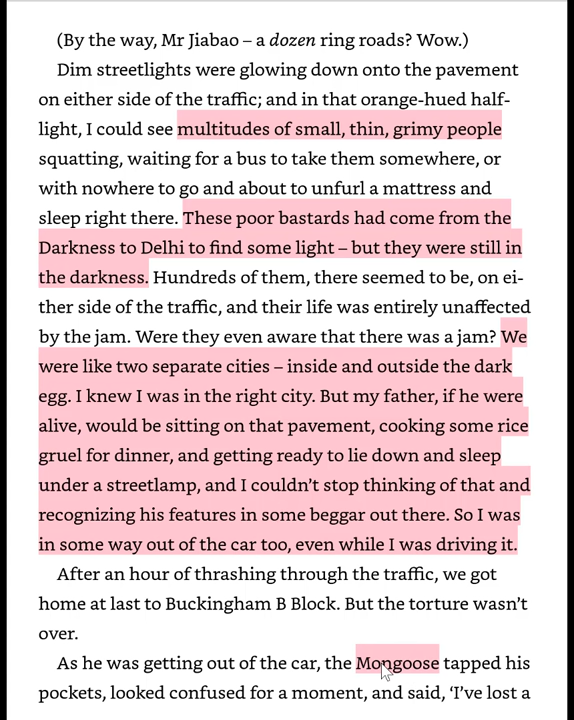 (By the way, Mr Jiabao – a dozen ring roads? Wow.)
Dim streetlights were glowing down onto the pavement
on either side of the traffic; and in that orange-hued half-
light, I could see multitudes of small, thin, grimy people
squatting, waiting for a bus to take them somewhere, or
with nowhere to go and about to unfurl a mattress and
sleep right there. These poor bastards had come from the
Darkness to Delhi to find some light – but they were still in
the darkness. Hundreds of them, there seemed to be, on ei-
ther side of the traffic, and their life was entirely unaffected
by the jam. Were they even aware that there was a jam? We
were like two separate cities – inside and outside the dark
egg. I knew I was in the right city. But my father, if he were
alive, would be sitting on that pavement, cooking some rice
gruel for dinner, and getting ready to lie down and sleep
under a streetlamp, and I couldn't stop thinking of that and
recognizing his features in some beggar out there. So I was
in some way out of the car too, even while I was driving it.
After an hour of thrashing through the traffic, we got
home at last to Buckingham B Block. But the torture wasn't
over.
As he was getting out of the car, the Mongoose tapped his
pockets, looked confused for a moment, and said, 'I've lost a